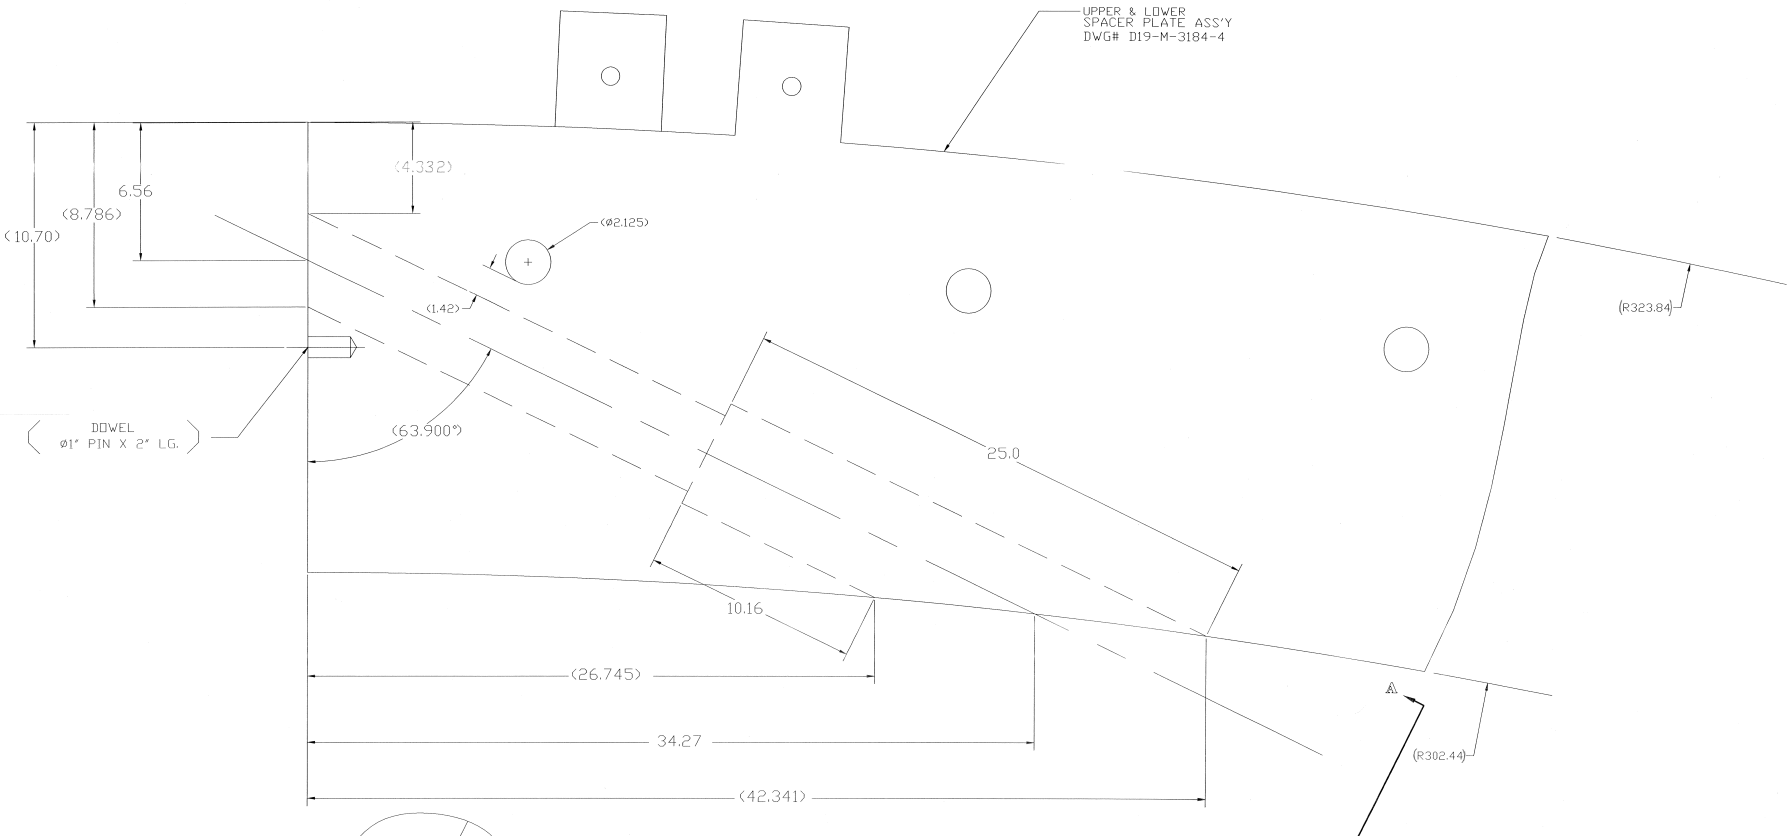 UPPER & LOWER
SPACER PLATE ASS'Y
DWG# D19-M-3184-4
(4.332)
6.56
(8.786)
(10.70)
(Ø2.125)
(1.42)
(R323.84)
DOWEL
Ø1" PIN X 2" LG.
(63.900°)
25.0
10.16
(26.745)
A
34.27
(R302.44)
(42.341)